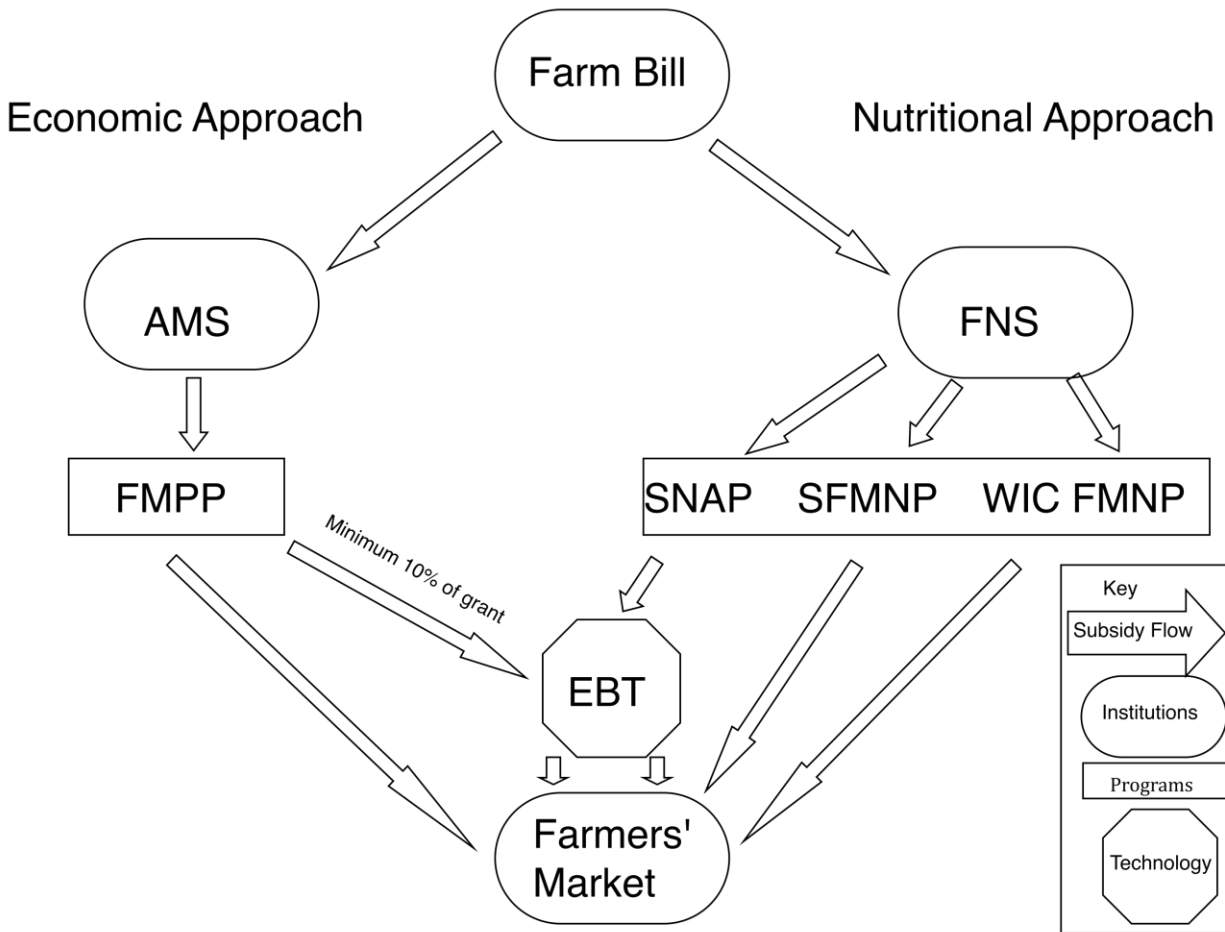 Farm Bill
Economic Approach
Nutritional Approach
AMS
FNS
FMPP
SNAP SFMNP WIC FMNP
Minimum 10% of grant
EBT
Farmers'
Market
Key
Subsidy Flow
Institutions
Programs
Technology